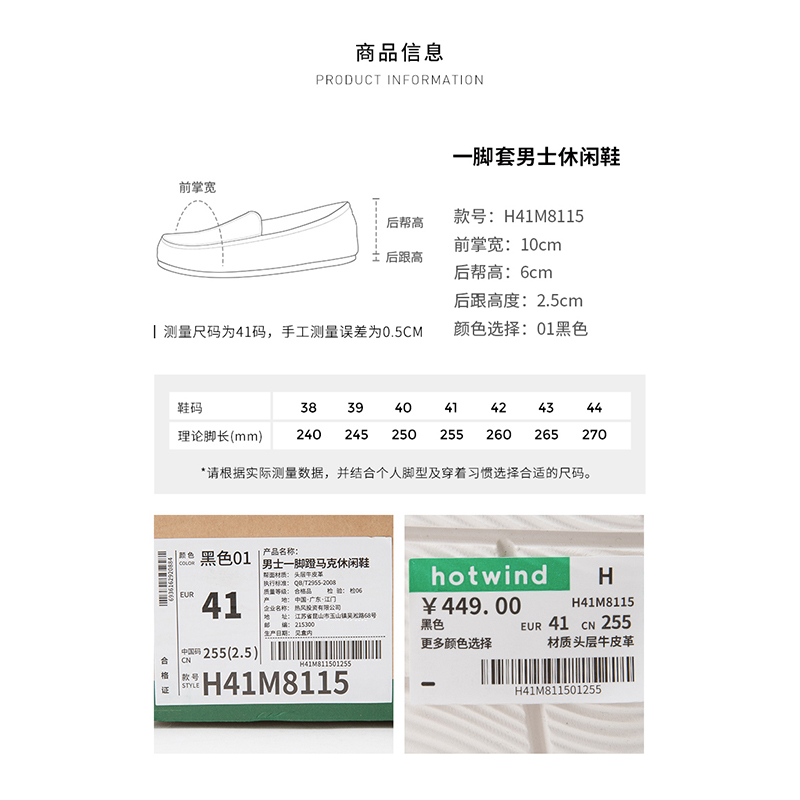 商品信息
PRODUCT INFORMATION
一脚套男士休闲鞋
前掌宽
后帮高
后跟高
款号：H41M8115
前掌宽：10cm
后帮高：6cm
后跟高度：2.5cm
颜色选择：01黑色
测量尺码为41码，手工测量误差为0.5CM
鞋码 38 39 40 41 42 43 44
理论脚长(mm) 240 245 250 255 260 265 270
*请根据实际测量数据，并结合个人脚型及穿着习惯选择合适的尺码。
6936162920884
合格证
颜色 COLOR 黑色01
EUR 41
中国码 CN 255(2.5)
款号 STYLE H41M8115
产品名称：
男士一脚蹬马克休闲鞋
帮面材质：头层牛皮革
执行标准：QB/T2955-2008
质量等级：合格品 检验：检06
产地：中国·广东·江门
企业名称：热风投资有限公司
地址：江苏省昆山市玉山镇吴淞路68号
邮编：215300
生产日期：见盒内
H41M811501255
hotwind H
￥449.00 H41M8115
黑色 EUR 41 CN 255
更多颜色选择 材质头层牛皮革
H41M811501255